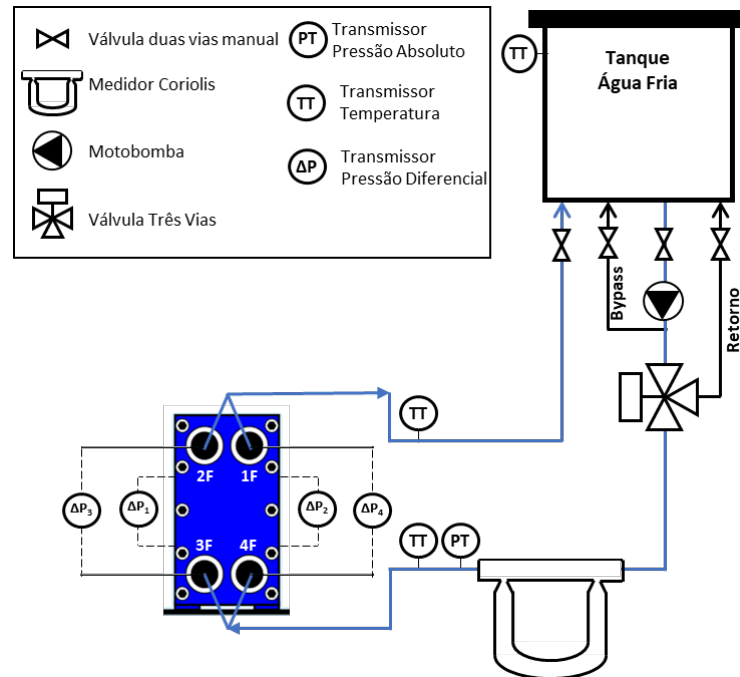 Válvula duas vias manual
Medidor Coriolis
Motobomba
Válvula Três Vias
PT
Transmissor
Pressão Absoluto
TT
Transmissor
Temperatura
ΔP
Transmissor
Pressão Diferencial
TT
Tanque
Água Fria
Bypass
Retorno
TT
2F
1F
ΔP₃
ΔP₁
ΔP₂
ΔP₄
3F
4F
TT
PT